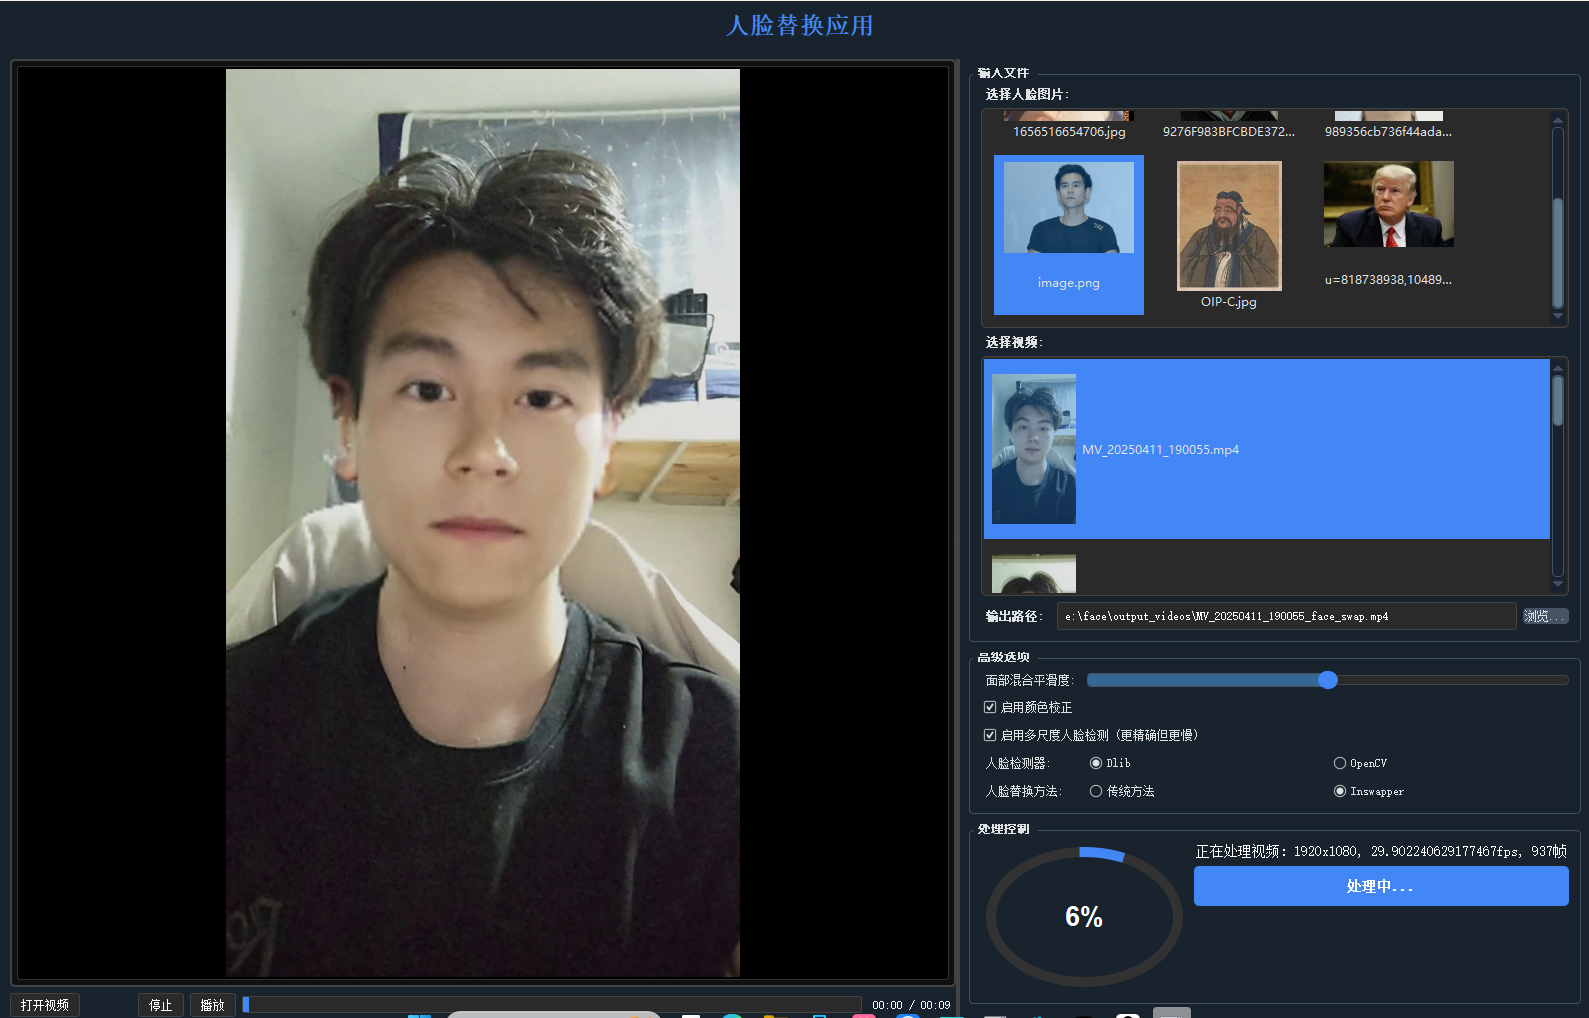 人脸替换应用
输入文件
选择人脸图片:
1656516654706.jpg
9276F983BFCBDE372...
989356cb736f44ada...
image.png
OIP-C.jpg
u=818738938,10489...
选择视频:
MV_20250411_190055.mp4
输出路径:
e:\face\output_videos\MV_20250411_190055_face_swap.mp4
浏览...
高级选项
面部混合平滑度:
启用颜色校正
启用多尺度人脸检测（更精确但更慢）
人脸检测器:
Dlib
OpenCV
人脸替换方法:
传统方法
Inswapper
处理控制
6%
正在处理视频: 1920x1080, 29.902240629177467fps, 937帧
处理中...
打开视频
停止
播放
00:00 / 00:09